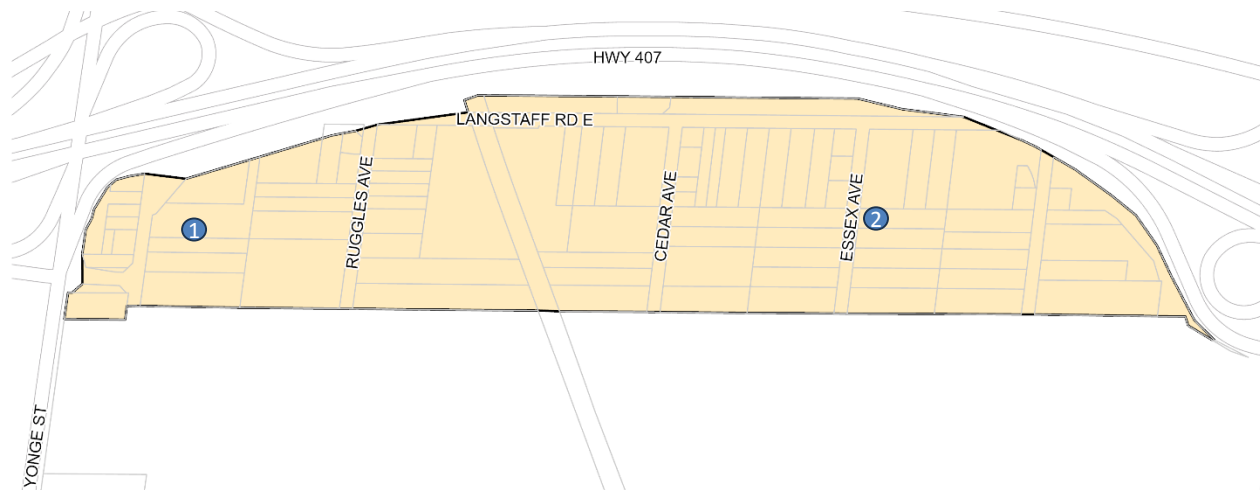 HWY 407
LANGSTAFF RD E
RUGGLES AVE
CEDAR AVE
ESSEX AVE
1
2
YONGE ST